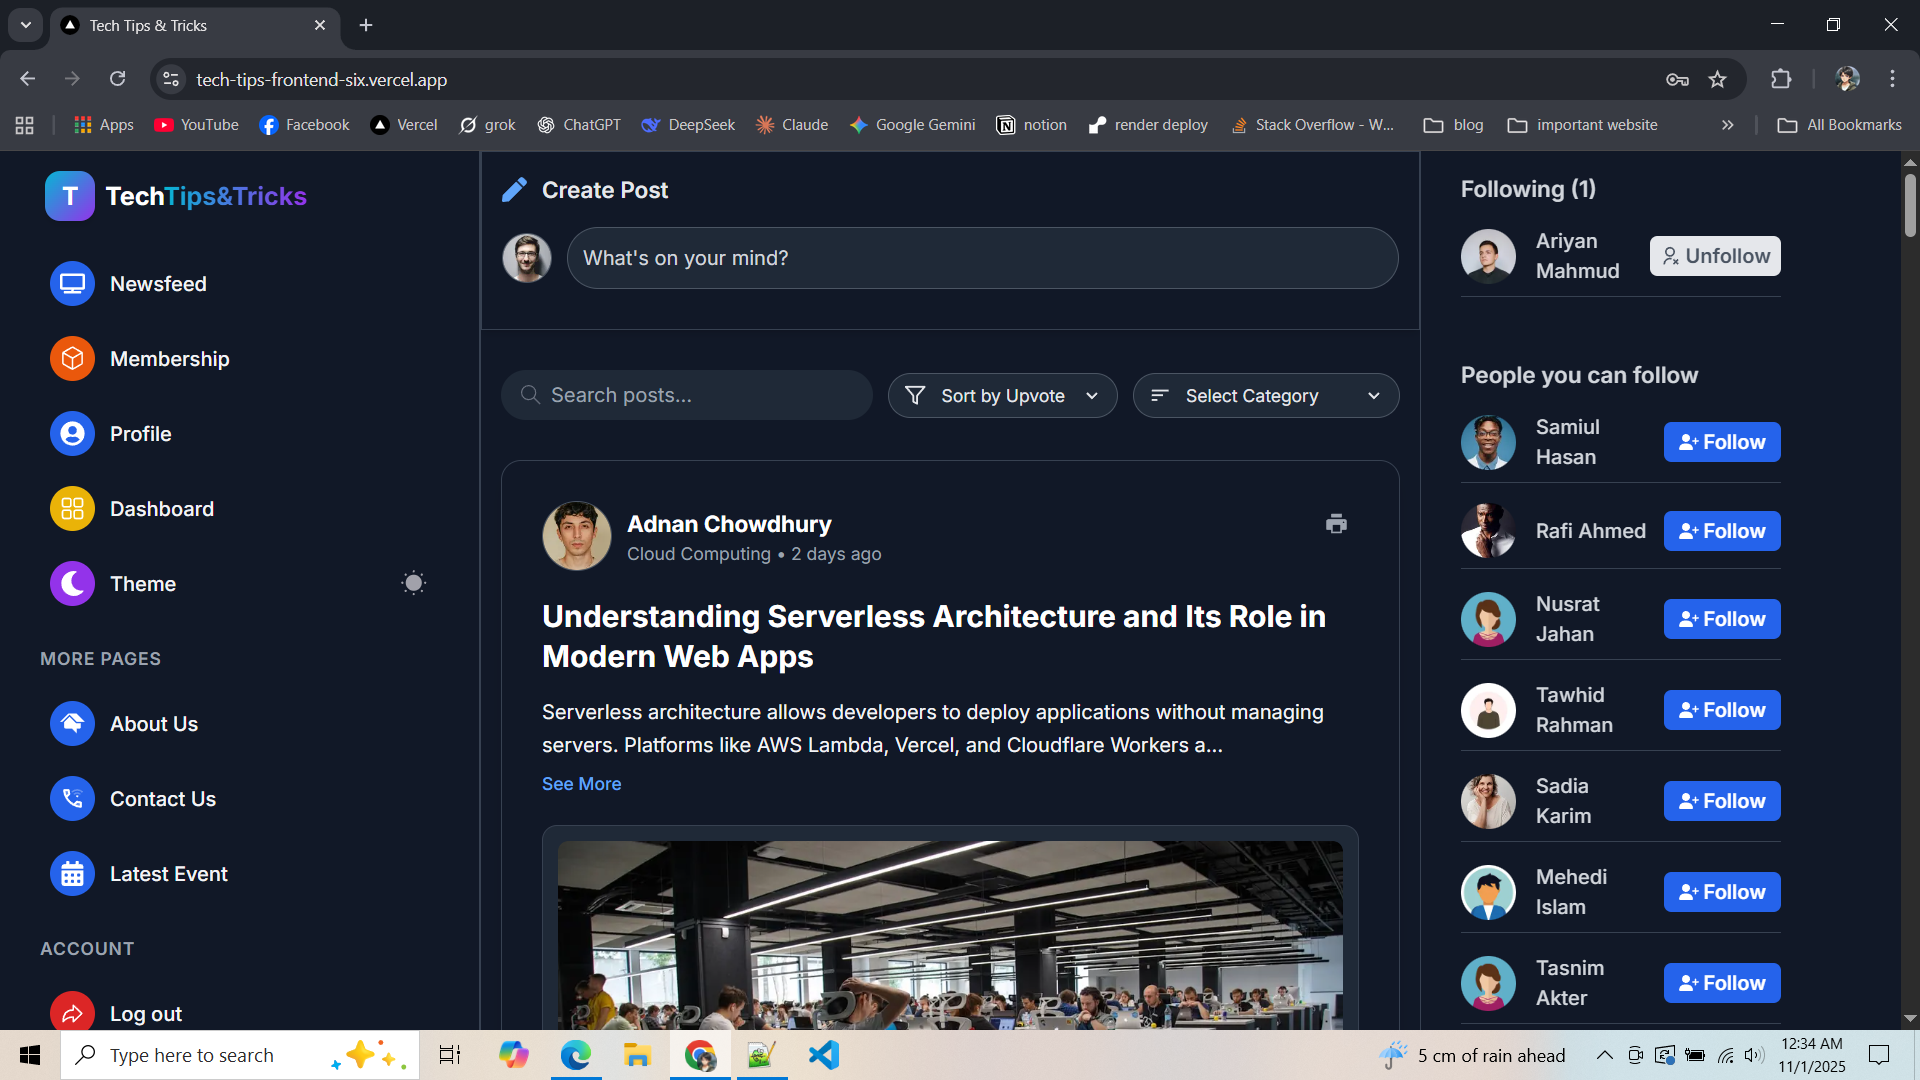 Tech Tips & Tricks
tech-tips-frontend-six.vercel.app
Apps
YouTube
Facebook
Vercel
grok
ChatGPT
DeepSeek
Claude
Google Gemini
notion
render deploy
Stack Overflow - W...
blog
important website
All Bookmarks
T
TechTips&Tricks
Newsfeed
Membership
Profile
Dashboard
Theme
MORE PAGES
About Us
Contact Us
Latest Event
ACCOUNT
Log out
Create Post
What's on your mind?
Search posts...
Sort by Upvote
Select Category
Adnan Chowdhury
Cloud Computing • 2 days ago
Understanding Serverless Architecture and Its Role in
Modern Web Apps
Serverless architecture allows developers to deploy applications without managing
servers. Platforms like AWS Lambda, Vercel, and Cloudflare Workers a...
See More
Following (1)
Ariyan
Mahmud
Unfollow
People you can follow
Samiul
Hasan
Follow
Rafi Ahmed
Follow
Nusrat
Jahan
Follow
Tawhid
Rahman
Follow
Sadia
Karim
Follow
Mehedi
Islam
Follow
Tasnim
Akter
Follow
Type here to search
5 cm of rain ahead
12:34 AM
11/1/2025